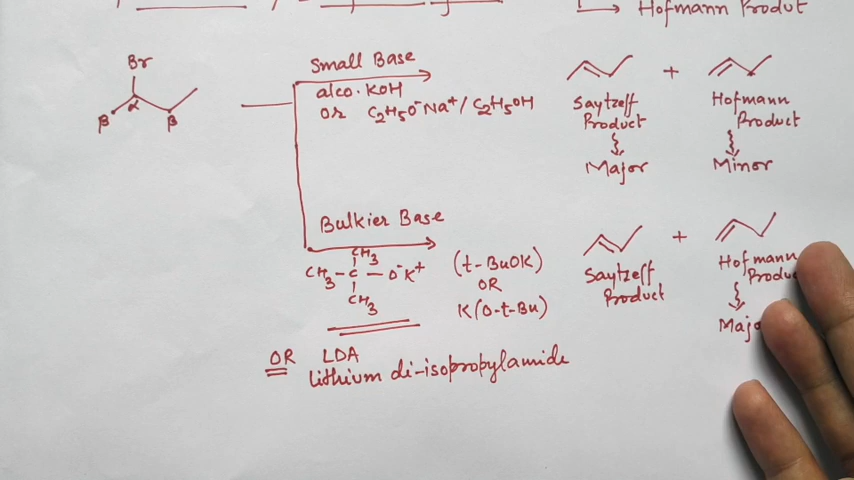 Hofmann Produt
Br
α
β
β
Small Base
alco. KOH
or C₂H₅O⁻Na⁺/C₂H₅OH
+
Saytzeff
Product
Major
Hofmann
Product
Minor
Bulkier Base
CH₃
CH₃-C-O⁻K⁺
CH₃
(t-BuOK)
OR
K(O-t-Bu)
+
Saytzeff
Product
Hofmann
OR LDA
lithium di-isopropylamide